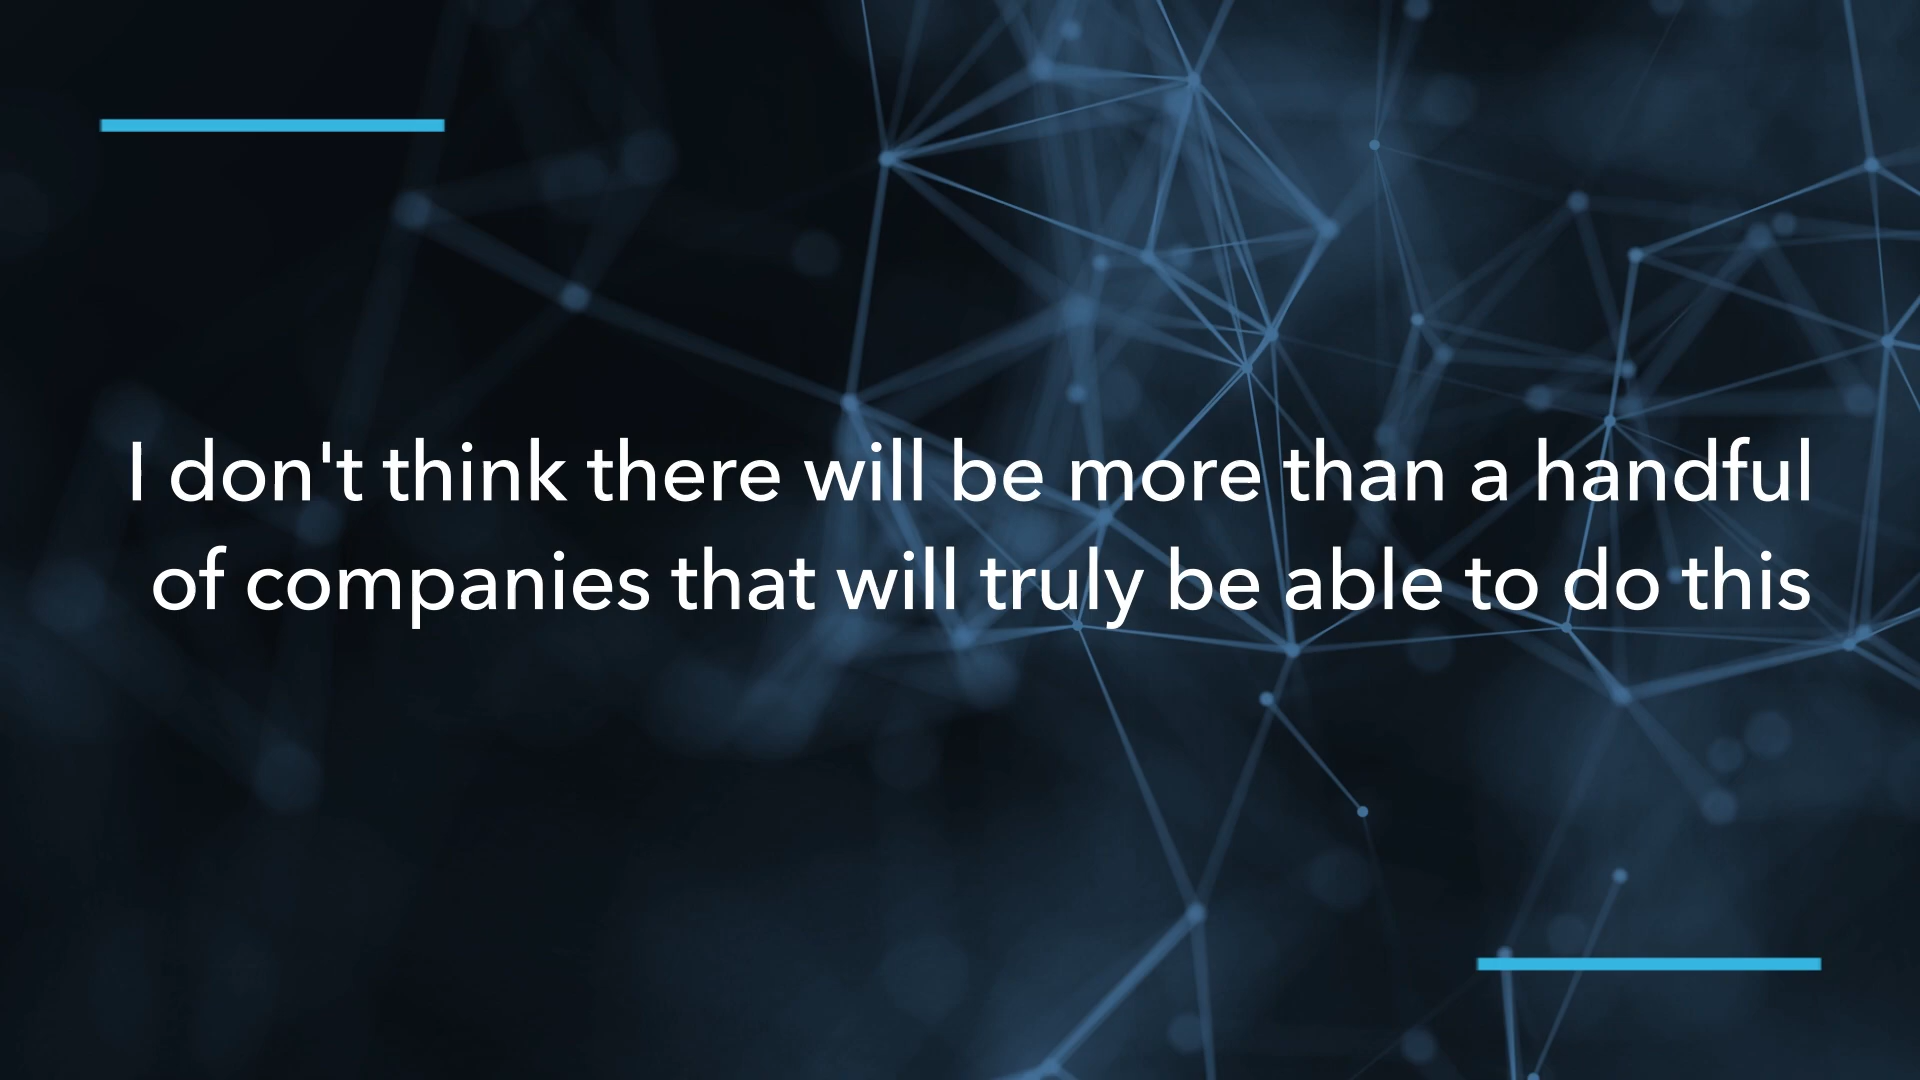 I don't think there will be more than a handful
of companies that will truly be able to do this